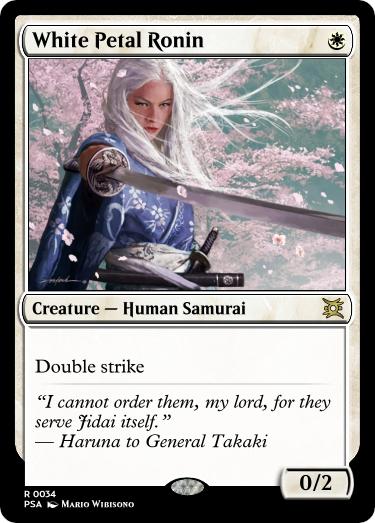 White Petal Ronin
Creature — Human Samurai
Double strike
“I cannot order them, my lord, for they
serve Jidai itself.”
— Haruna to General Takaki
0/2
R 0034
PSA Mario Wibisono